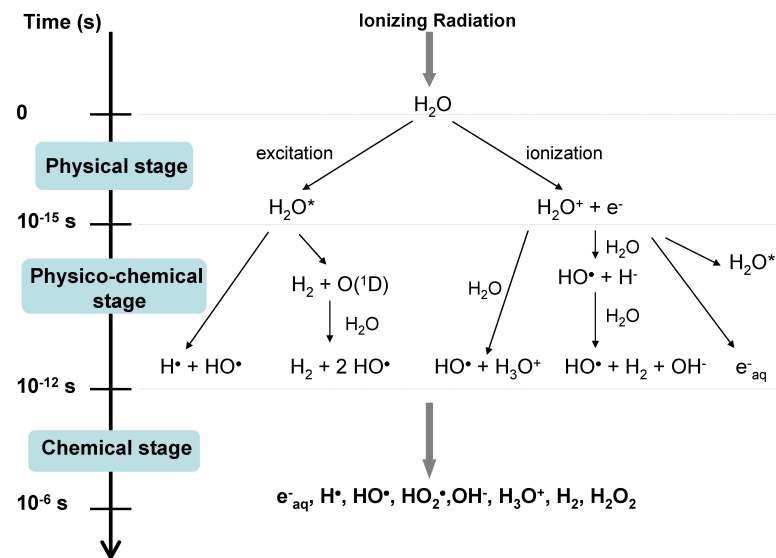 Time (s)
Ionizing Radiation
0
H₂O
excitation
ionization
Physical stage
H₂O*
H₂O⁺ + e⁻
10⁻¹⁵ s
H₂O
H₂O*
Physico-chemical
stage
H₂ + O(¹D)
HO• + H⁻
H₂O
H₂O
H₂O
H• + HO•
H₂ + 2 HO•
HO• + H₃O⁺
HO• + H₂ + OH⁻
e⁻aq
10⁻¹² s
Chemical stage
10⁻⁶ s
e⁻aq, H•, HO•, HO₂•,OH⁻, H₃O⁺, H₂, H₂O₂